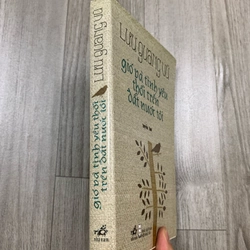 LƯU QUANG VŨ
gió và tình yêu
thổi trên
đất nước tôi
LƯU QUANG VŨ
gió và tình yêu thổi
trên đất nước tôi